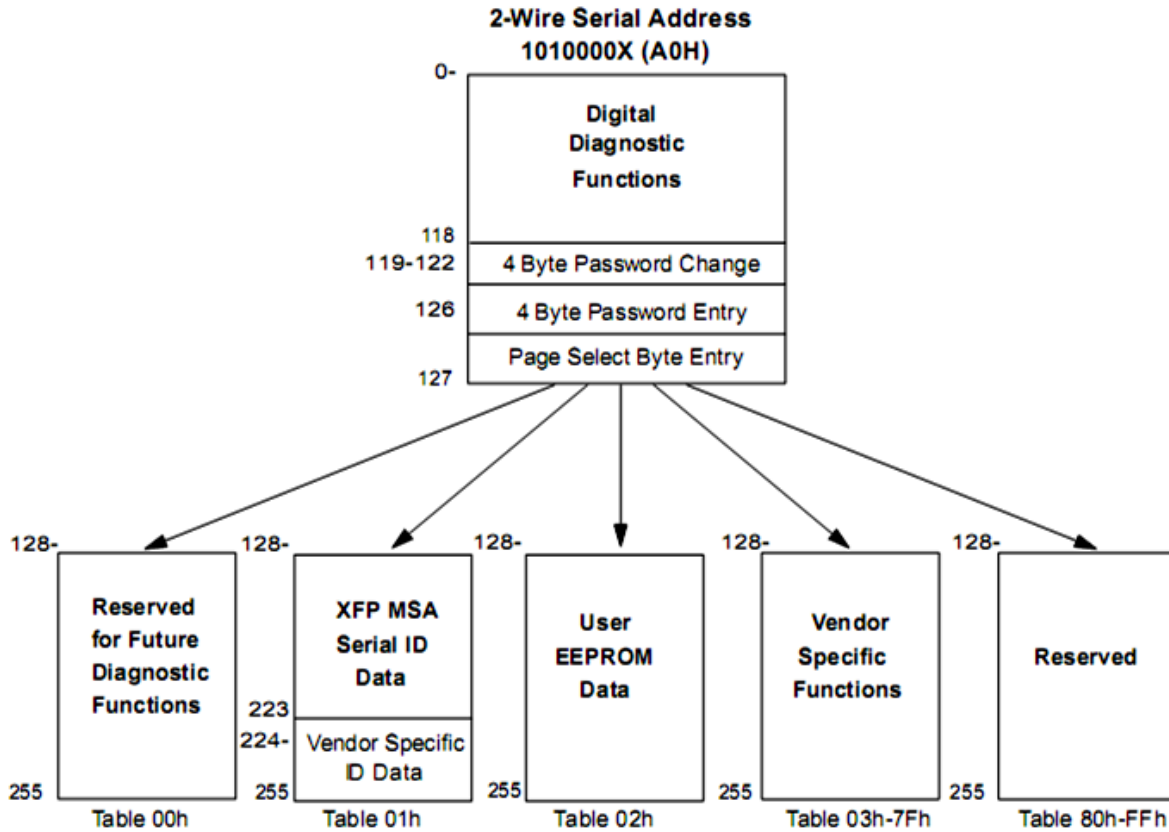 2-Wire Serial Address
1010000X (A0H)
0-
Digital
Diagnostic
Functions
118
119-122
4 Byte Password Change
126
4 Byte Password Entry
Page Select Byte Entry
127
128-
Reserved
for Future
Diagnostic
Functions
255
Table 00h
128-
XFP MSA
Serial ID
Data
223
224-
Vendor Specific
ID Data
255
Table 01h
128-
User
EEPROM
Data
255
Table 02h
128-
Vendor
Specific
Functions
255
Table 03h-7Fh
128-
Reserved
255
Table 80h-FFh